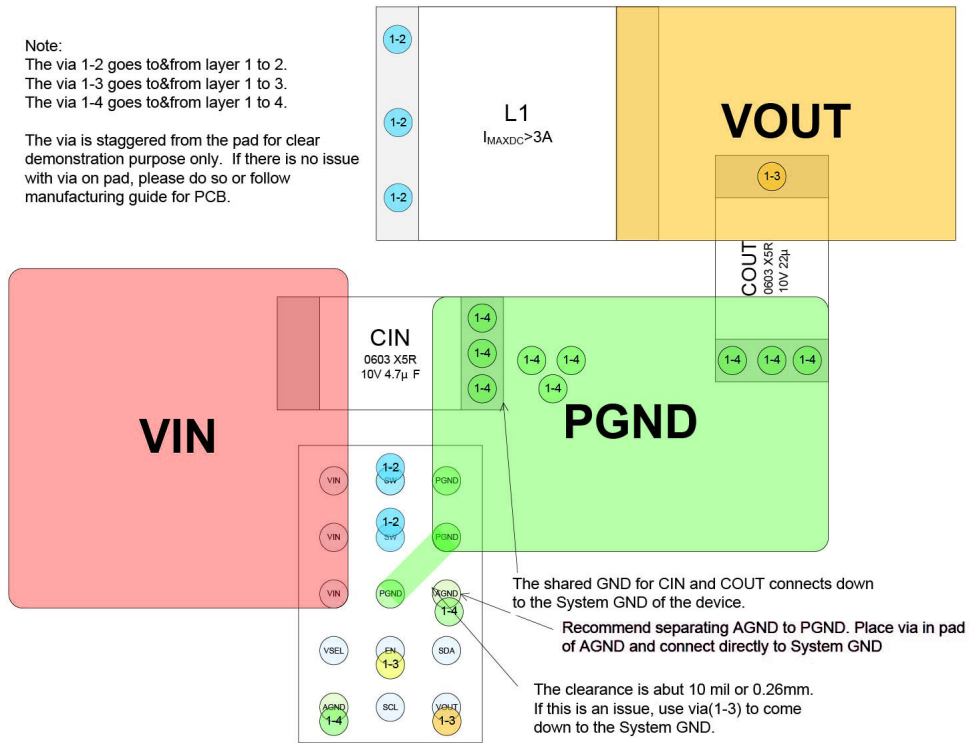 Note:
The via 1-2 goes to&from layer 1 to 2.
The via 1-3 goes to&from layer 1 to 3.
The via 1-4 goes to&from layer 1 to 4.
The via is staggered from the pad for clear
demonstration purpose only. If there is no issue
with via on pad, please do so or follow
manufacturing guide for PCB.
1-2
1-2
1-2
L1
IMAXDC>3A
VOUT
1-3
COUT
0603 X5R
10V 22µ
1-4 1-4 1-4
VIN
CIN
0603 X5R
10V 4.7µ F
1-4
1-4
1-4
1-4 1-4
1-4
PGND
VIN 1-2 SW PGND
VIN 1-2 SW PGND
VIN PGND AGND
1-4
VSEL EN SDA
1-3
AGND SCL VOUT
1-4 1-3
The shared GND for CIN and COUT connects down
to the System GND of the device.
Recommend separating AGND to PGND. Place via in pad
of AGND and connect directly to System GND
The clearance is abut 10 mil or 0.26mm.
If this is an issue, use via(1-3) to come
down to the System GND.